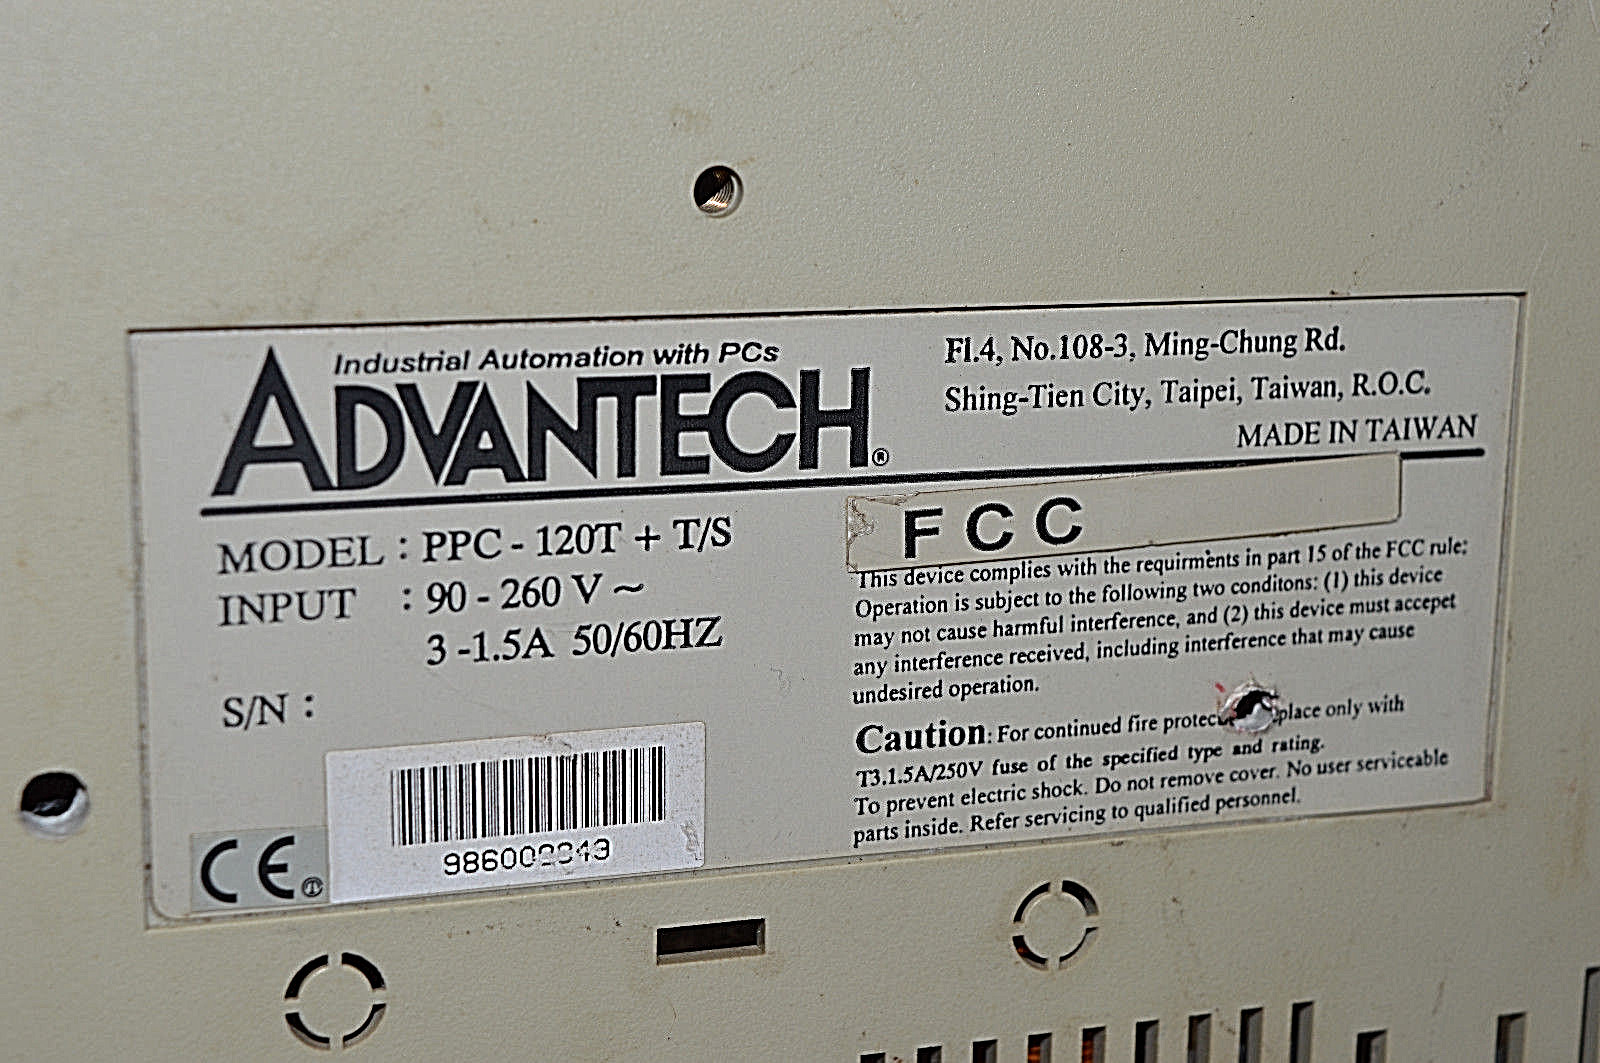 Industrial Automation with PCs
ADVANTECH®
Fl.4, No.108-3, Ming-Chung Rd.
Shing-Tien City, Taipei, Taiwan, R.O.C.
MADE IN TAIWAN
MODEL : PPC - 120T + T/S
INPUT : 90 - 260 V ~
3 -1.5A 50/60HZ
S/N :
CE
FCC
This device complies with the requirments in part 15 of the FCC rule:
Operation is subject to the following two conditons: (1) this device
may not cause harmful interference, and (2) this device must accepet
any interference received, including interference that may cause
undesired operation.
Caution: For continued fire only with
T3.1.5A/250V fuse of the specified type and rating.
To prevent electric shock. Do not remove cover. No user serviceable
parts inside. Refer servicing to qualified personnel.